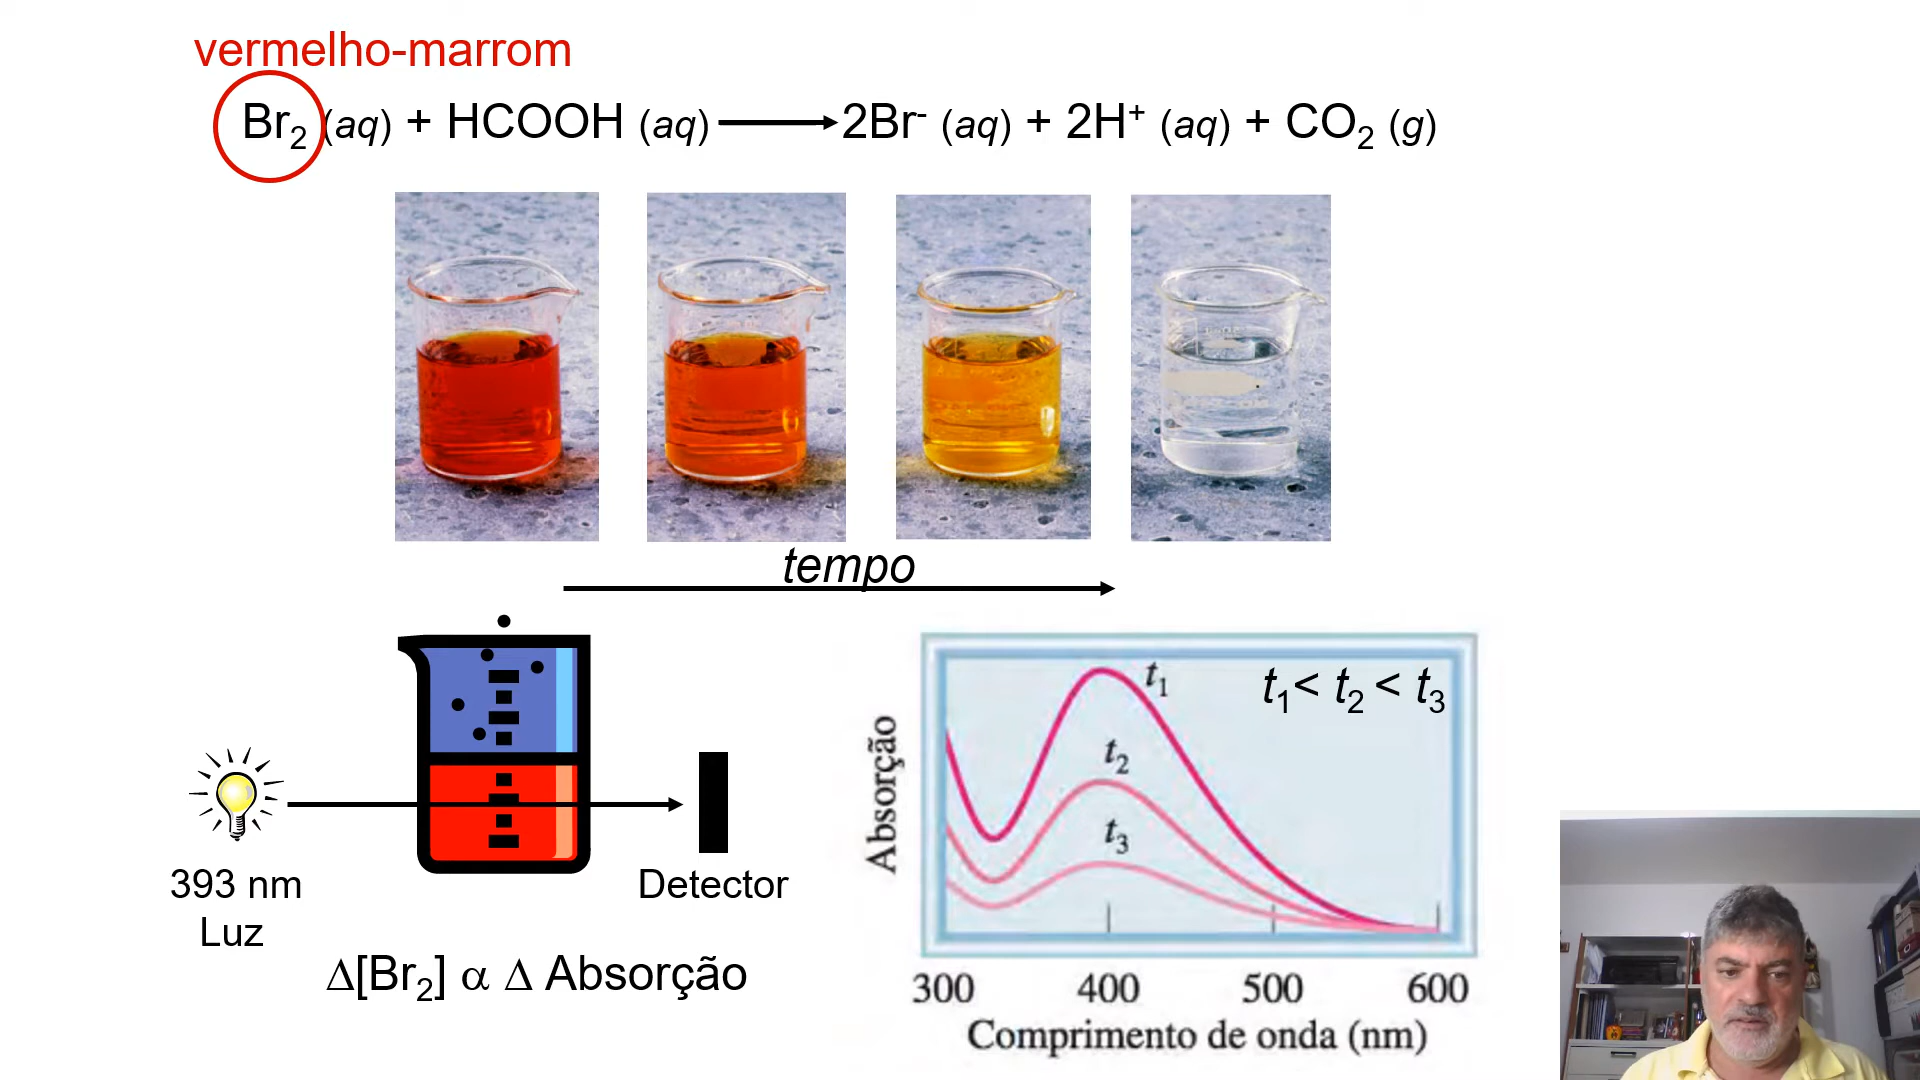 vermelho-marrom
Br₂ (aq) + HCOOH (aq) ⟶ 2Br⁻ (aq) + 2H⁺ (aq) + CO₂ (g)
tempo
393 nm
Luz
Detector
Δ[Br₂] α Δ Absorção
t₁< t₂ < t₃
t₁
t₂
t₃
Absorção
300 400 500 600
Comprimento de onda (nm)